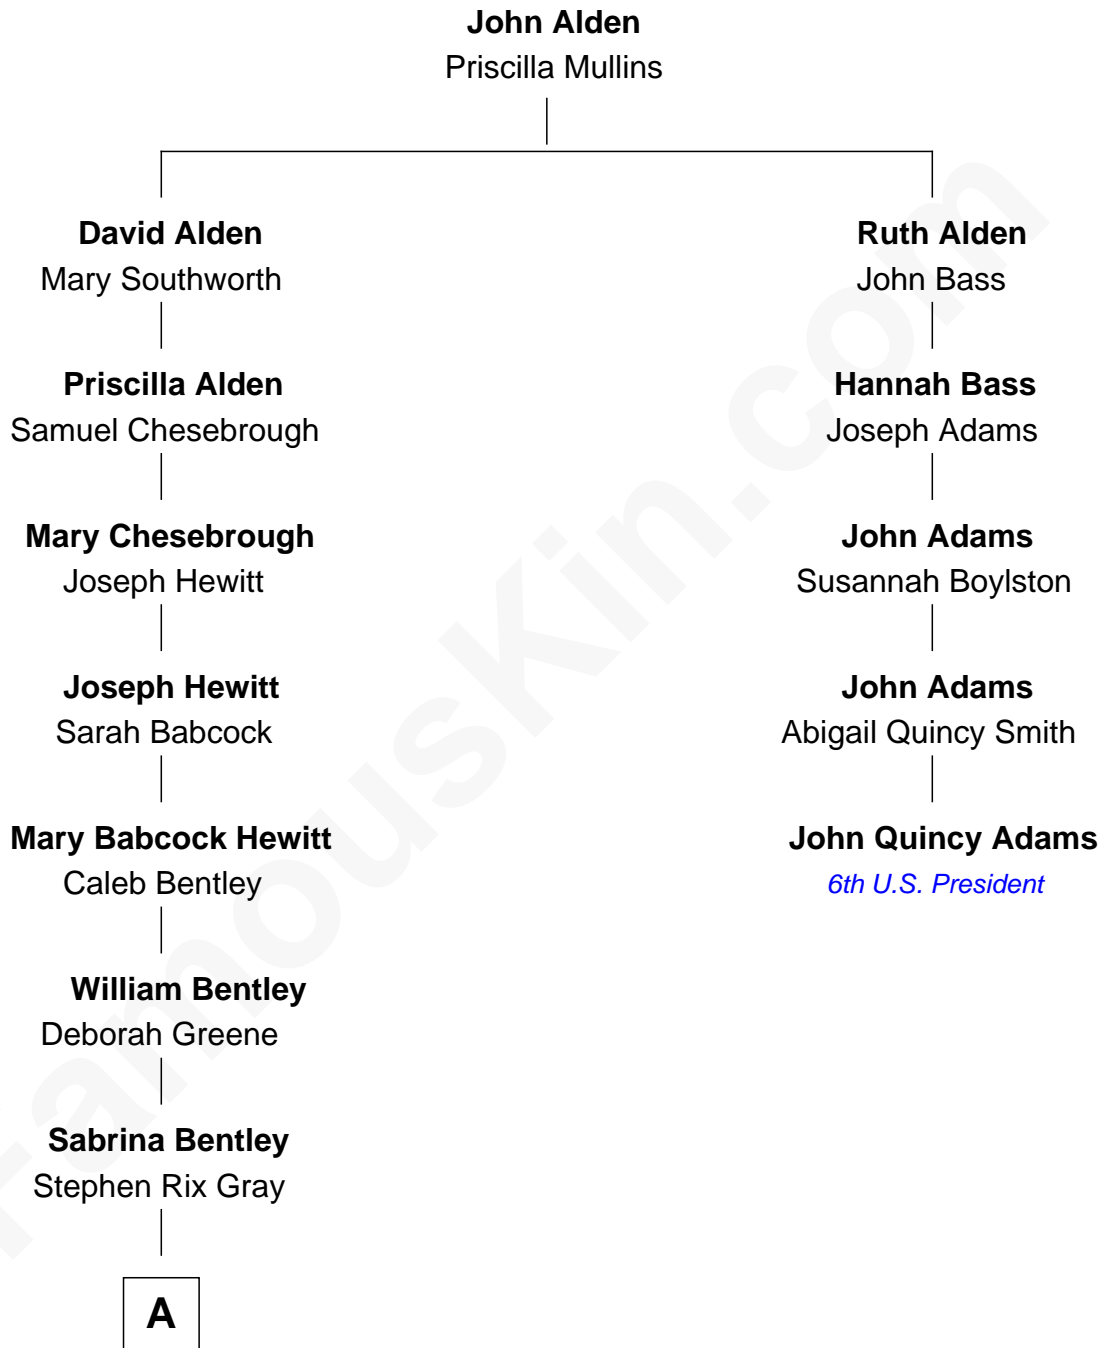 John Alden
Priscilla Mullins
David Alden
Mary Southworth
Ruth Alden
John Bass
Priscilla Alden
Samuel Chesebrough
Hannah Bass
Joseph Adams
Mary Chesebrough
Joseph Hewitt
John Adams
Susannah Boylston
Joseph Hewitt
Sarah Babcock
John Adams
Abigail Quincy Smith
Mary Babcock Hewitt
Caleb Bentley
John Quincy Adams
6th U.S. President
William Bentley
Deborah Greene
Sabrina Bentley
Stephen Rix Gray
A
FamousKin.com